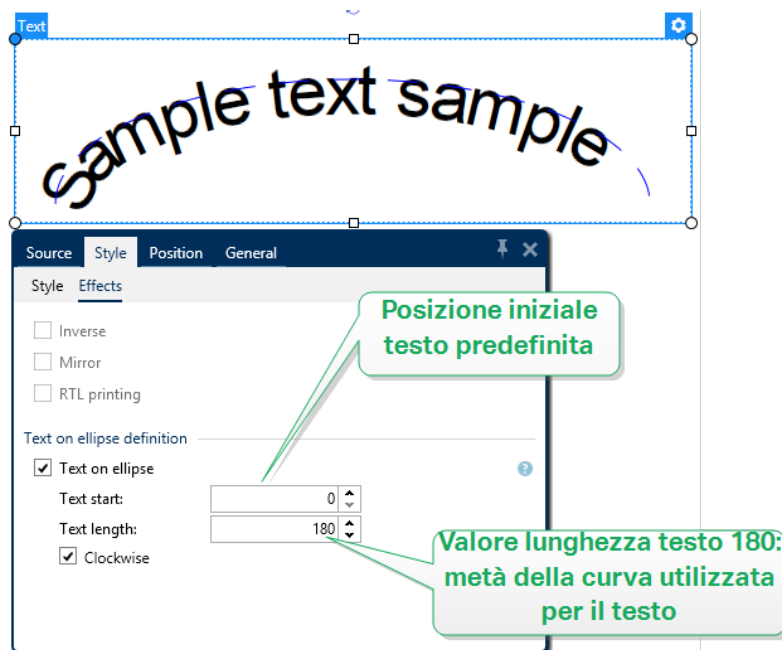 Text
Sample text sample
Source Style Position General
Style Effects
Posizione iniziale
testo predefinita
Inverse
Mirror
RTL printing
Text on ellipse definition
Text on ellipse
?
Text start: 0
Text length: 180
Clockwise
Valore lunghezza testo 180:
metà della curva utilizzata
per il testo